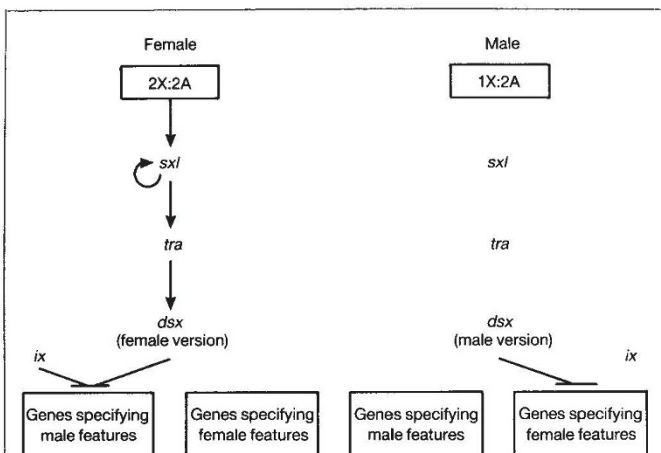 Female
Male
2X:2A
1X:2A
sxl
sxl
tra
tra
dsx
(female version)
dsx
(male version)
ix
ix
Genes specifying
male features
Genes specifying
female features
Genes specifying
male features
Genes specifying
female features